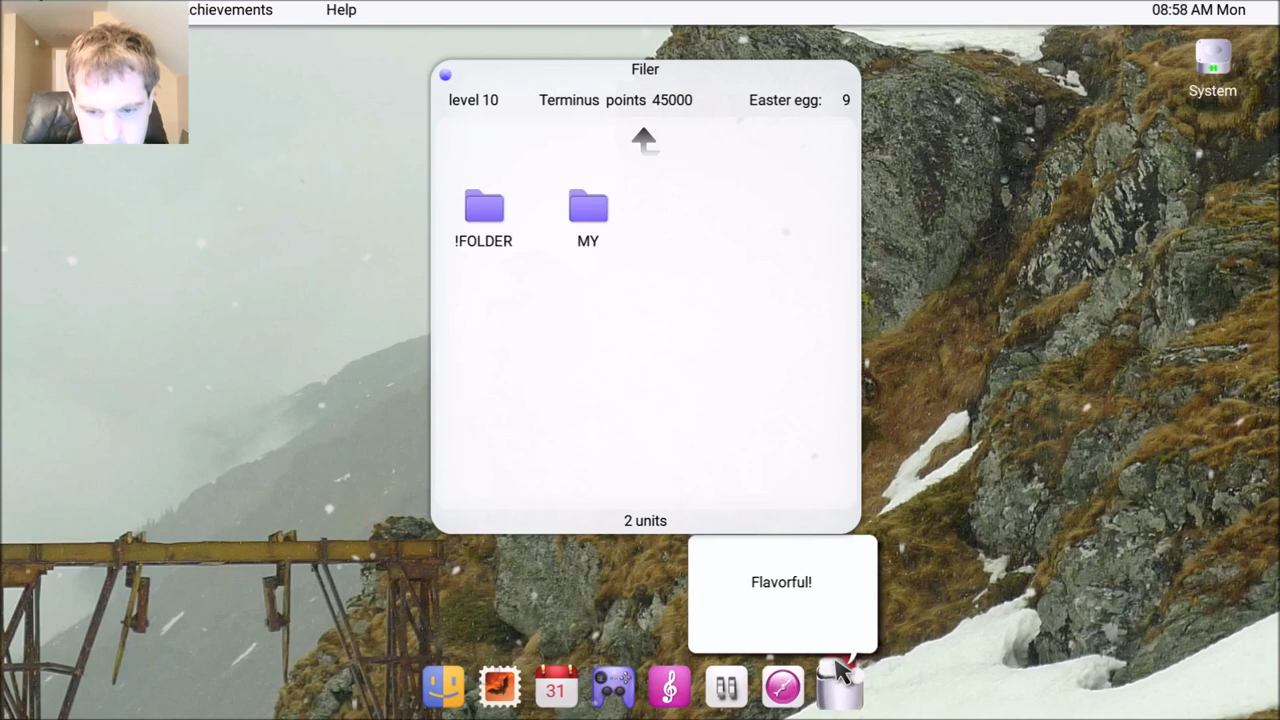 chievements Help 08:58 AM Mon
Filer
level 10 Terminus points 45000 Easter egg: 9
System
!FOLDER MY
2 units
Flavorful!
31